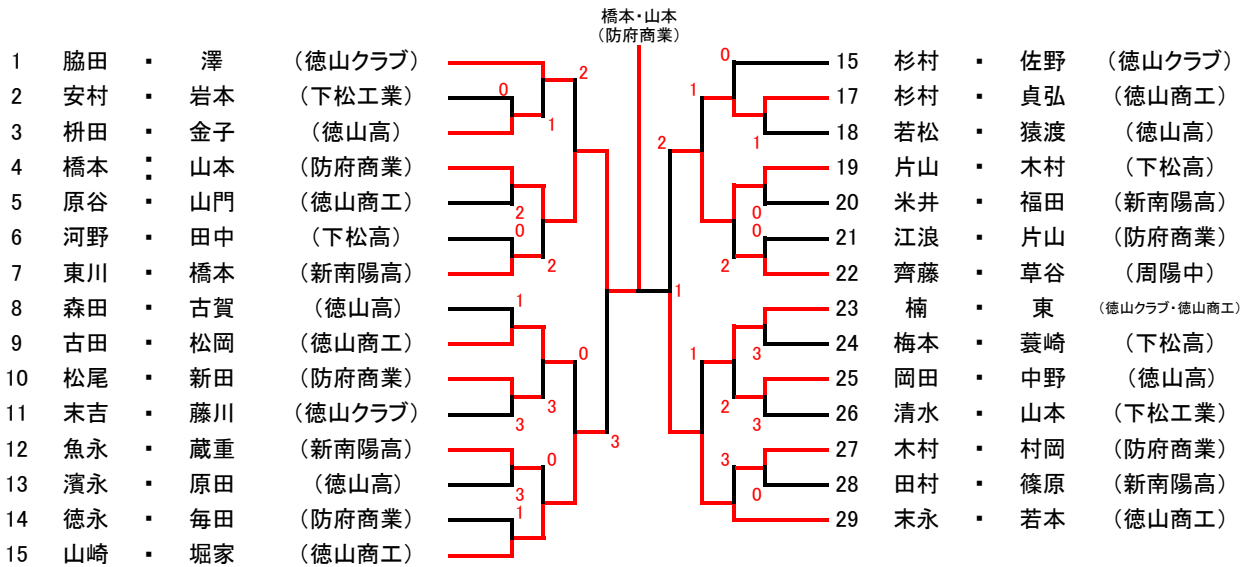 橋本・山本
(防府商業)
1 脇田 ・ 澤 (徳山クラブ)
2 安村 ・ 岩本 (下松工業)
3 枡田 ・ 金子 (徳山高)
4 橋本 : 山本 (防府商業)
5 原谷 ・ 山門 (徳山商工)
6 河野 ・ 田中 (下松高)
7 東川 ・ 橋本 (新南陽高)
8 森田 ・ 古賀 (徳山高)
9 古田 ・ 松岡 (徳山商工)
10 松尾 ・ 新田 (防府商業)
11 末吉 ・ 藤川 (徳山クラブ)
12 魚永 ・ 蔵重 (新南陽高)
13 濱永 ・ 原田 (徳山高)
14 徳永 ・ 毎田 (防府商業)
15 山崎 ・ 堀家 (徳山商工)
2
0
1
2
0
2
1
0
3
3
3
0
3
1
0
1
1
2
0
0
2
1
1
3
2
3
3
0
15 杉村 ・ 佐野 (徳山クラブ)
17 杉村 ・ 貞弘 (徳山商工)
18 若松 ・ 猿渡 (徳山高)
19 片山 ・ 木村 (下松高)
20 米井 ・ 福田 (新南陽高)
21 江浪 ・ 片山 (防府商業)
22 齊藤 ・ 草谷 (周陽中)
23 楠 ・ 東 (徳山クラブ・徳山商工)
24 梅本 ・ 蓑崎 (下松高)
25 岡田 ・ 中野 (徳山高)
26 清水 ・ 山本 (下松工業)
27 木村 ・ 村岡 (防府商業)
28 田村 ・ 篠原 (新南陽高)
29 末永 ・ 若本 (徳山商工)